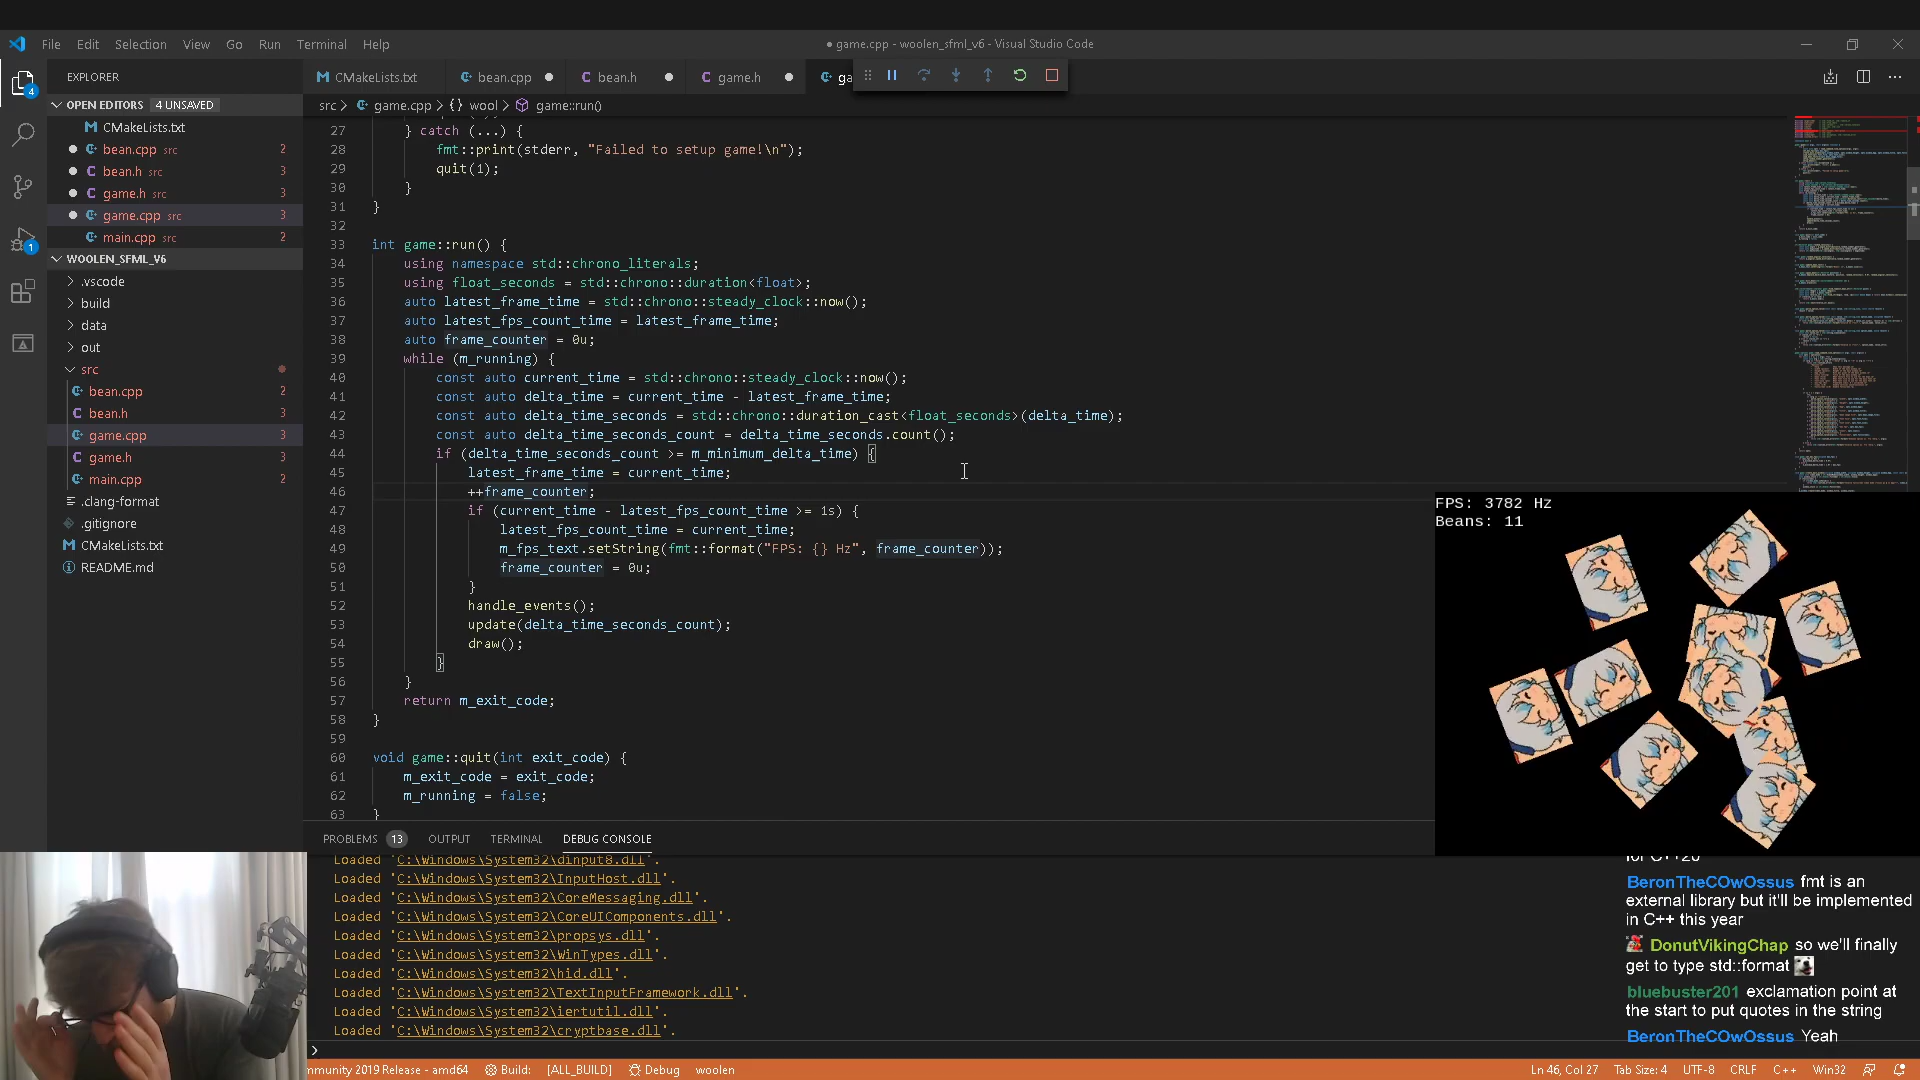 File Edit Selection View Go Run Terminal Help
● game.cpp - woolen_sfml_v6 - Visual Studio Code
EXPLORER
CMakeLists.txt bean.cpp bean.h game.h ga
OPEN EDITORS 4 UNSAVED
src > game.cpp > {} wool > game::run()
CMakeLists.txt
bean.cpp src 2
bean.h src 3
game.h src 3
game.cpp src 3
main.cpp src 2
WOOLEN_SFML_V6
.vscode
build
data
out
src
bean.cpp 2
bean.h 3
game.cpp 3
game.h 3
main.cpp 2
.clang-format
.gitignore
CMakeLists.txt
README.md
4
1
27 } catch (...) {
28 fmt::print(stderr, "Failed to setup game!\n");
29 quit(1);
30 }
31 }
32
33 int game::run() {
34 using namespace std::chrono_literals;
35 using float_seconds = std::chrono::duration<float>;
36 auto latest_frame_time = std::chrono::steady_clock::now();
37 auto latest_fps_count_time = latest_frame_time;
38 auto frame_counter = 0u;
39 while (m_running) {
40 const auto current_time = std::chrono::steady_clock::now();
41 const auto delta_time = current_time - latest_frame_time;
42 const auto delta_time_seconds = std::chrono::duration_cast<float_seconds>(delta_time);
43 const auto delta_time_seconds_count = delta_time_seconds.count();
44 if (delta_time_seconds_count >= m_minimum_delta_time) {
45 latest_frame_time = current_time;
46 ++frame_counter;
47 if (current_time - latest_fps_count_time >= 1s) {
48 latest_fps_count_time = current_time;
49 m_fps_text.setString(fmt::format("FPS: {} Hz", frame_counter));
50 frame_counter = 0u;
51 }
52 handle_events();
53 update(delta_time_seconds_count);
54 draw();
55 }
56 }
57 return m_exit_code;
58 }
59
60 void game::quit(int exit_code) {
61 m_exit_code = exit_code;
62 m_running = false;
63 }
FPS: 3782 Hz
Beans: 11
PROBLEMS 13 OUTPUT TERMINAL DEBUG CONSOLE
Loaded 'C:\Windows\System32\dinput8.dll'.
Loaded 'C:\Windows\System32\InputHost.dll'.
Loaded 'C:\Windows\System32\CoreMessaging.dll'.
Loaded 'C:\Windows\System32\CoreUIComponents.dll'.
Loaded 'C:\Windows\System32\propsys.dll'.
Loaded 'C:\Windows\System32\WinTypes.dll'.
Loaded 'C:\Windows\System32\hid.dll'.
Loaded 'C:\Windows\System32\TextInputFramework.dll'.
Loaded 'C:\Windows\System32\iertutil.dll'.
Loaded 'C:\Windows\System32\cryptbase.dll'.
for C++20
BeronTheCOwOssus fmt is an
external library but it'll be implemented
in C++ this year
DonutVikingChap so we'll finally
get to type std::format
bluebuster201 exclamation point at
the start to put quotes in the string
BeronTheCOwOssus Yeah
mmunity 2019 Release - amd64 Build: [ALL_BUILD] Debug woolen
Ln 46, Col 27 Tab Size: 4 UTF-8 CRLF C++ Win32